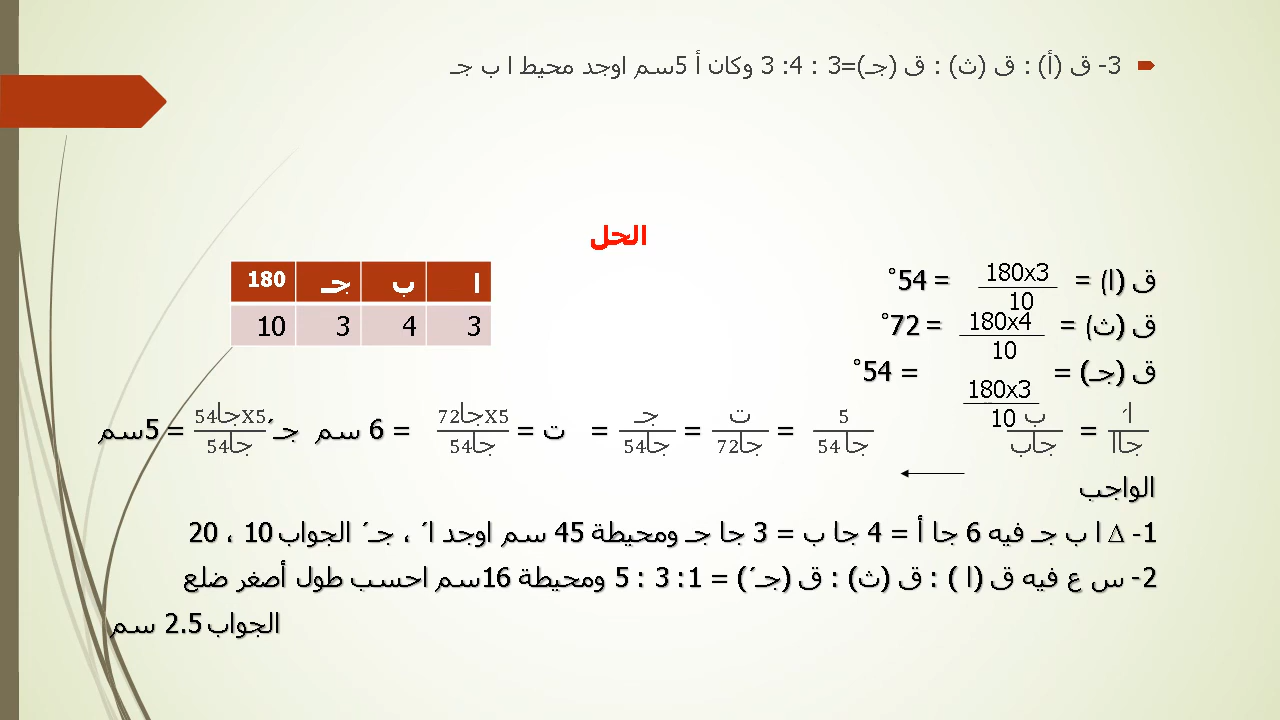 3- ق (أ) : ق (ث) : ق (جـ)=3 : 4: 3 وكان أ 5سم اوجد محيط ا ب جـ
الحل
ا ب جـ 180
3 4 3 10
ق (ا) = 180x3/10 = 54˚
ق (ث) = 180x4/10 = 72˚
ق (جـ) = 180x3/10 = 54˚
ا´/جاا = ب/جاب 5/جا 54 = ت/جا72 = جـ/جا54 = ت = 5xجا72/جا54 = 6 سم جـ´ 5xجا54/جا54 = 5سم
الواجب
1- ∆ ا ب جـ فيه 6 جا أ = 4 جا ب = 3 جا جـ ومحيطة 45 سم اوجد ا´ ، جـ´ الجواب 10 ، 20
2- س ع فيه ق (ا ) : ق (ث) : ق (جـ´) = 1: 3 : 5 ومحيطة 16سم احسب طول أصغر ضلع
الجواب 2.5 سم